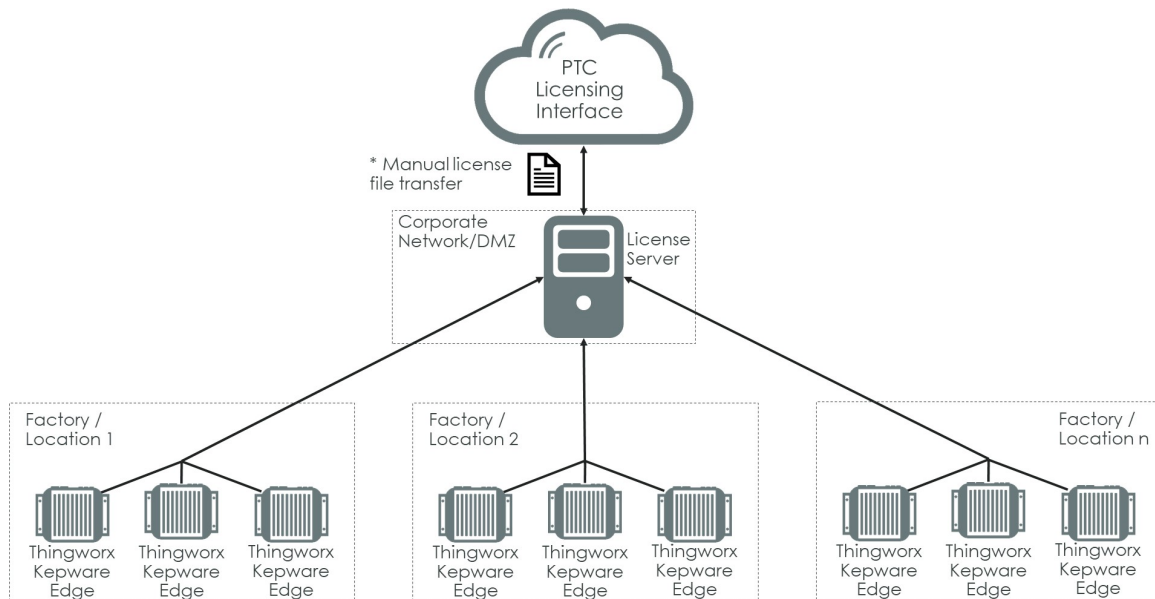 PTC
Licensing
Interface
* Manual license
file transfer
Corporate
Network/DMZ
License
Server
Factory /
Location 1
Factory /
Location 2
Factory /
Location n
Thingworx
Kepware
Edge
Thingworx
Kepware
Edge
Thingworx
Kepware
Edge
Thingworx
Kepware
Edge
Thingworx
Kepware
Edge
Thingworx
Kepware
Edge
Thingworx
Kepware
Edge
Thingworx
Kepware
Edge
Thingworx
Kepware
Edge